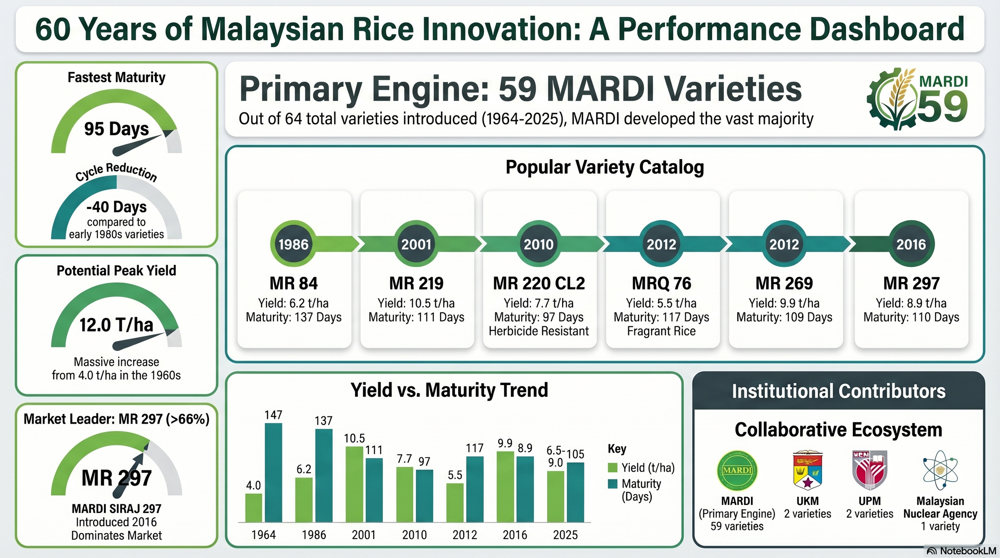 60 Years of Malaysian Rice Innovation: A Performance Dashboard
Fastest Maturity
95 Days
Cycle Reduction
-40 Days
compared to
early 1980s varieties
Potential Peak Yield
12.0 T/ha
Massive increase
from 4.0 t/ha in the 1960s
Market Leader: MR 297 (>66%)
MR 297
MARDI SIRAJ 297
Introduced 2016
Dominates Market
Primary Engine: 59 MARDI Varieties
Out of 64 total varieties introduced (1964-2025), MARDI developed the vast majority
MARDI
59
Popular Variety Catalog
1986
MR 84
Yield: 6.2 t/ha
Maturity: 137 Days
2001
MR 219
Yield: 10.5 t/ha
Maturity: 111 Days
2010
MR 220 CL2
Yield: 7.7 t/ha
Maturity: 97 Days
Herbicide Resistant
2012
MRQ 76
Yield: 5.5 t/ha
Maturity: 117 Days
Fragrant Rice
2012
MR 269
Yield: 9.9 t/ha
Maturity: 109 Days
2016
MR 297
Yield: 8.9 t/ha
Maturity: 110 Days
Yield vs. Maturity Trend
4.0
147
6.2
137
10.5
111
7.7
97
5.5
117
9.9
8.9
6.5-
9.0
105
1964
1986
2001
2010
2012
2016
2025
Key
Yield (t/ha)
Maturity
(Days)
Institutional Contributors
Collaborative Ecosystem
MARDI
MARDI
(Primary Engine)
59 varieties
UKM
2 varieties
UPM
2 varieties
Malaysian
Nuclear Agency
1 variety
NotebookLM